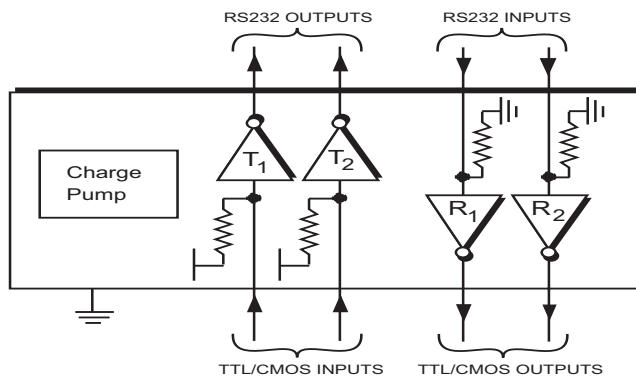 RS232 OUTPUTS
RS232 INPUTS
T1
T2
Charge
Pump
R1
R2
TTL/CMOS INPUTS
TTL/CMOS OUTPUTS